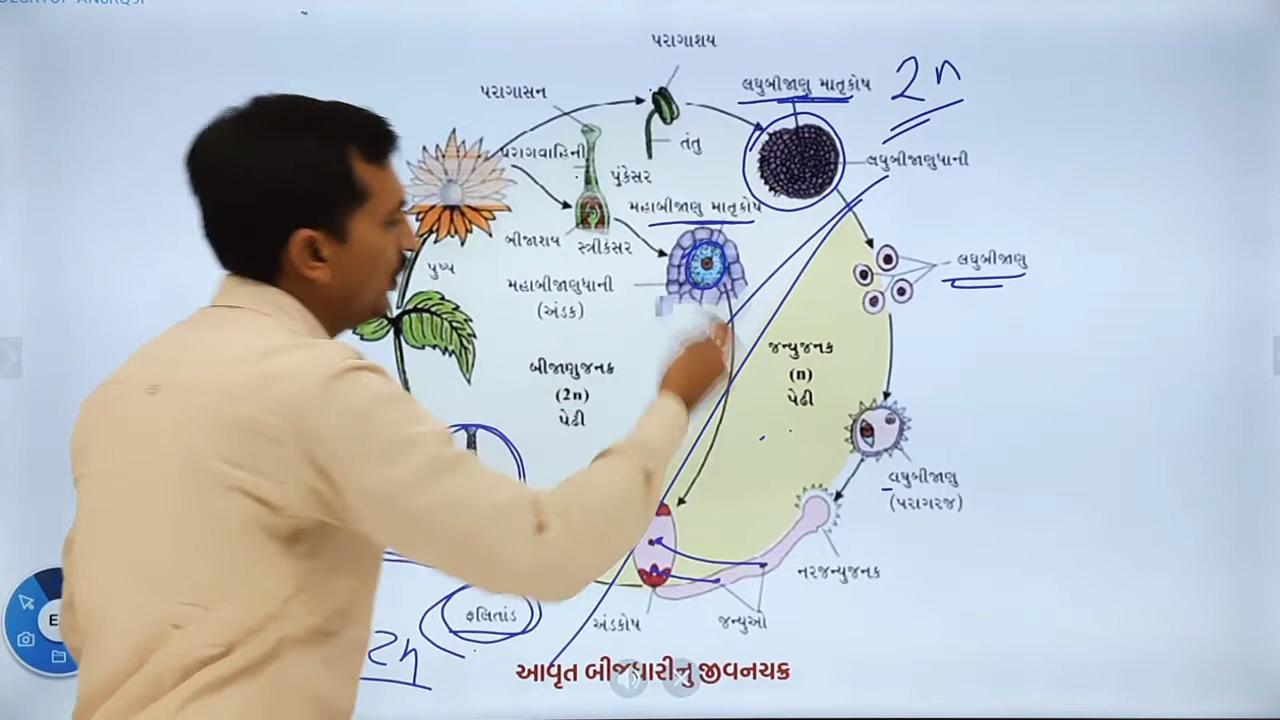 પરાગાશય
લઘુબીજાણુ માતૃકોષ
2n
પરાગાસન
પરાગવાહિની
તંતુ
લઘુબીજાણુધાની
પુંકેસર
મહાબીજાણુ માતૃકોષ
બીજાશય
સ્ત્રીકેસર
પુષ્પ
લઘુબીજાણુ
મહાબીજાણુધાની
(અંડક)
જન્યુજનક
(n)
પેઢી
બીજાણુજનક
(2n)
પેઢી
લઘુબીજાણુ
(પરાગરજ)
નરજન્યુજનક
ફલિતાંડ
અંડકોષ
જન્યુઓ
2n
આવૃત બીજધારીનુ જીવનચક્ર